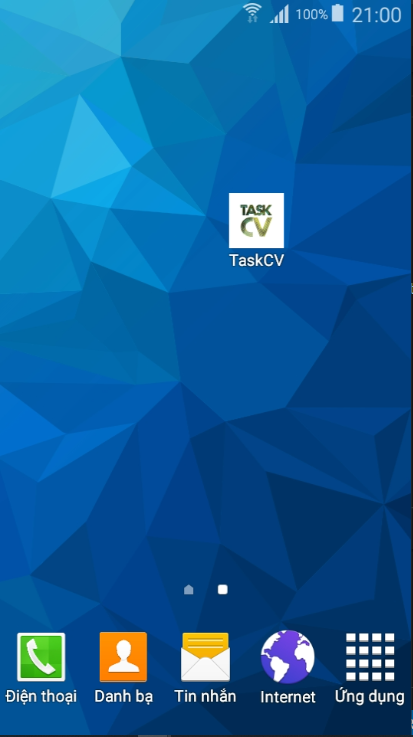 100% 21:00
TASK
CV
TaskCV
Điện thoại Danh bạ Tin nhắn Internet Ứng dụng